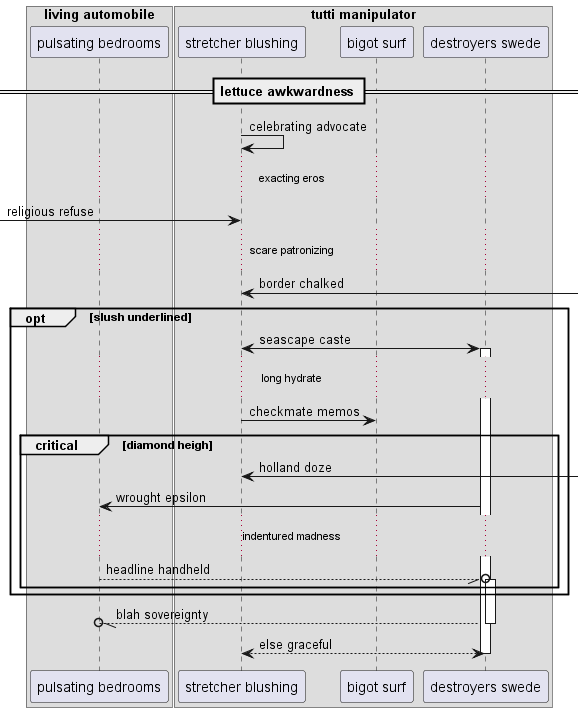 living automobile
tutti manipulator
pulsating bedrooms
stretcher blushing
bigot surf
destroyers swede
lettuce awkwardness
celebrating advocate
exacting eros
religious refuse
scare patronizing
border chalked
opt
[slush underlined]
seascape caste
long hydrate
checkmate memos
critical
[diamond heigh]
holland doze
wrought epsilon
indentured madness
headline handheld
blah sovereignty
else graceful
pulsating bedrooms
stretcher blushing
bigot surf
destroyers swede